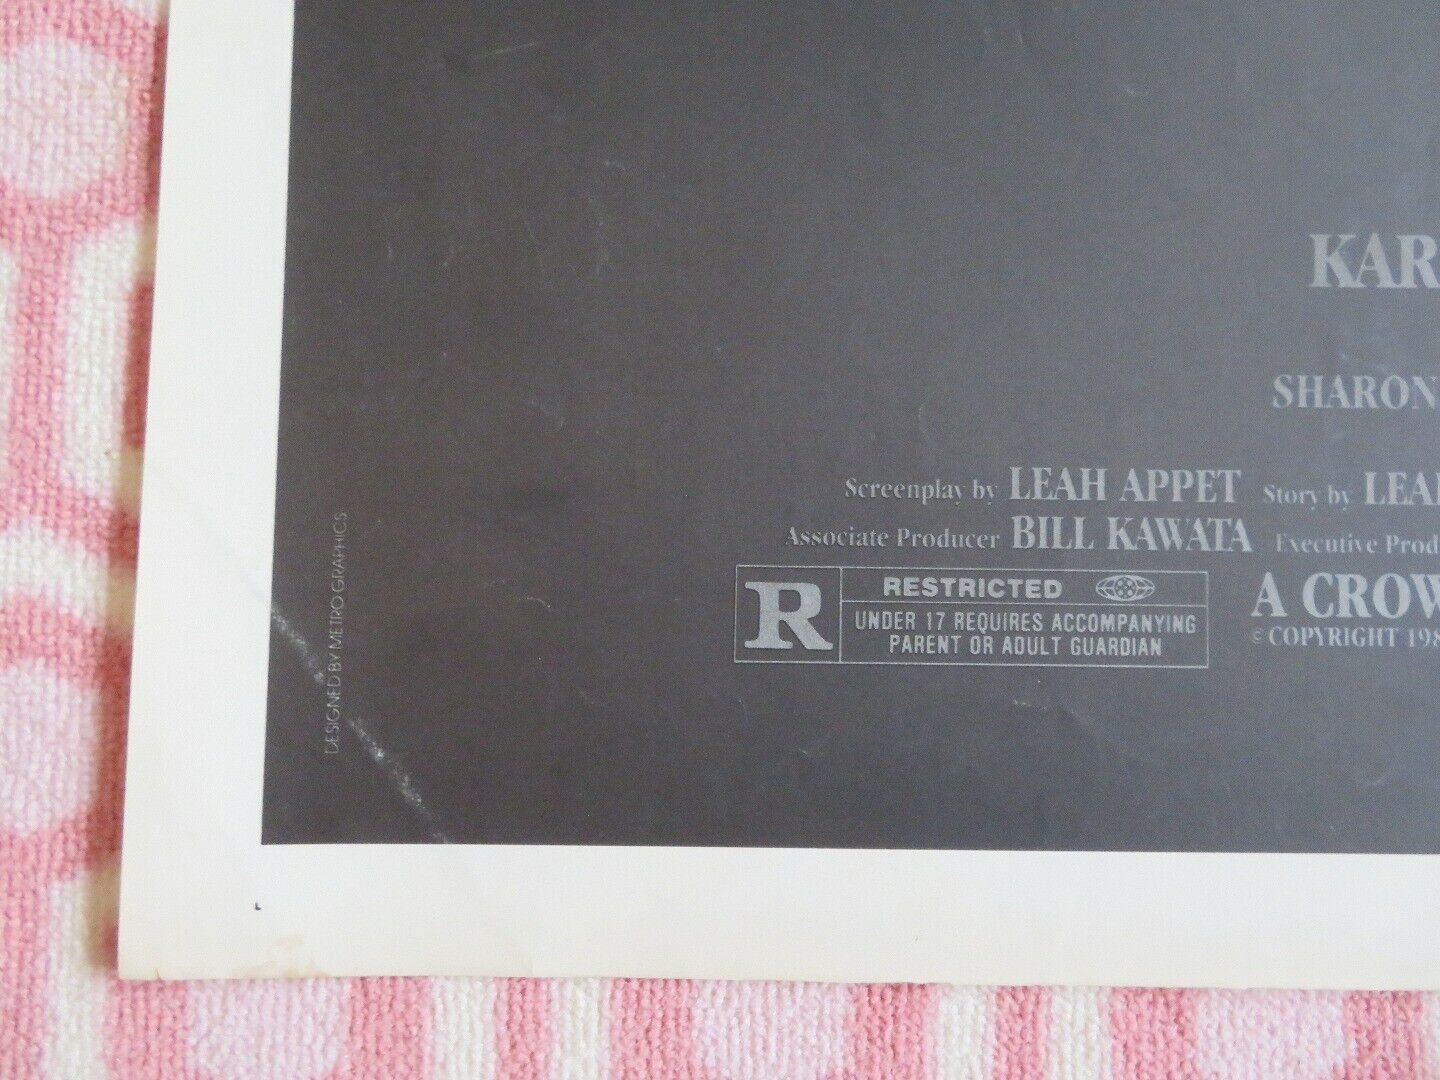 KAR
SHARON
Screenplay by LEAH APPET Story by LEAH
Associate Producer BILL KAWATA Executive Prod
R RESTRICTED
UNDER 17 REQUIRES ACCOMPANYING
PARENT OR ADULT GUARDIAN
A CROW
©COPYRIGHT 198
DESIGNED BY METRO GRAPHICS